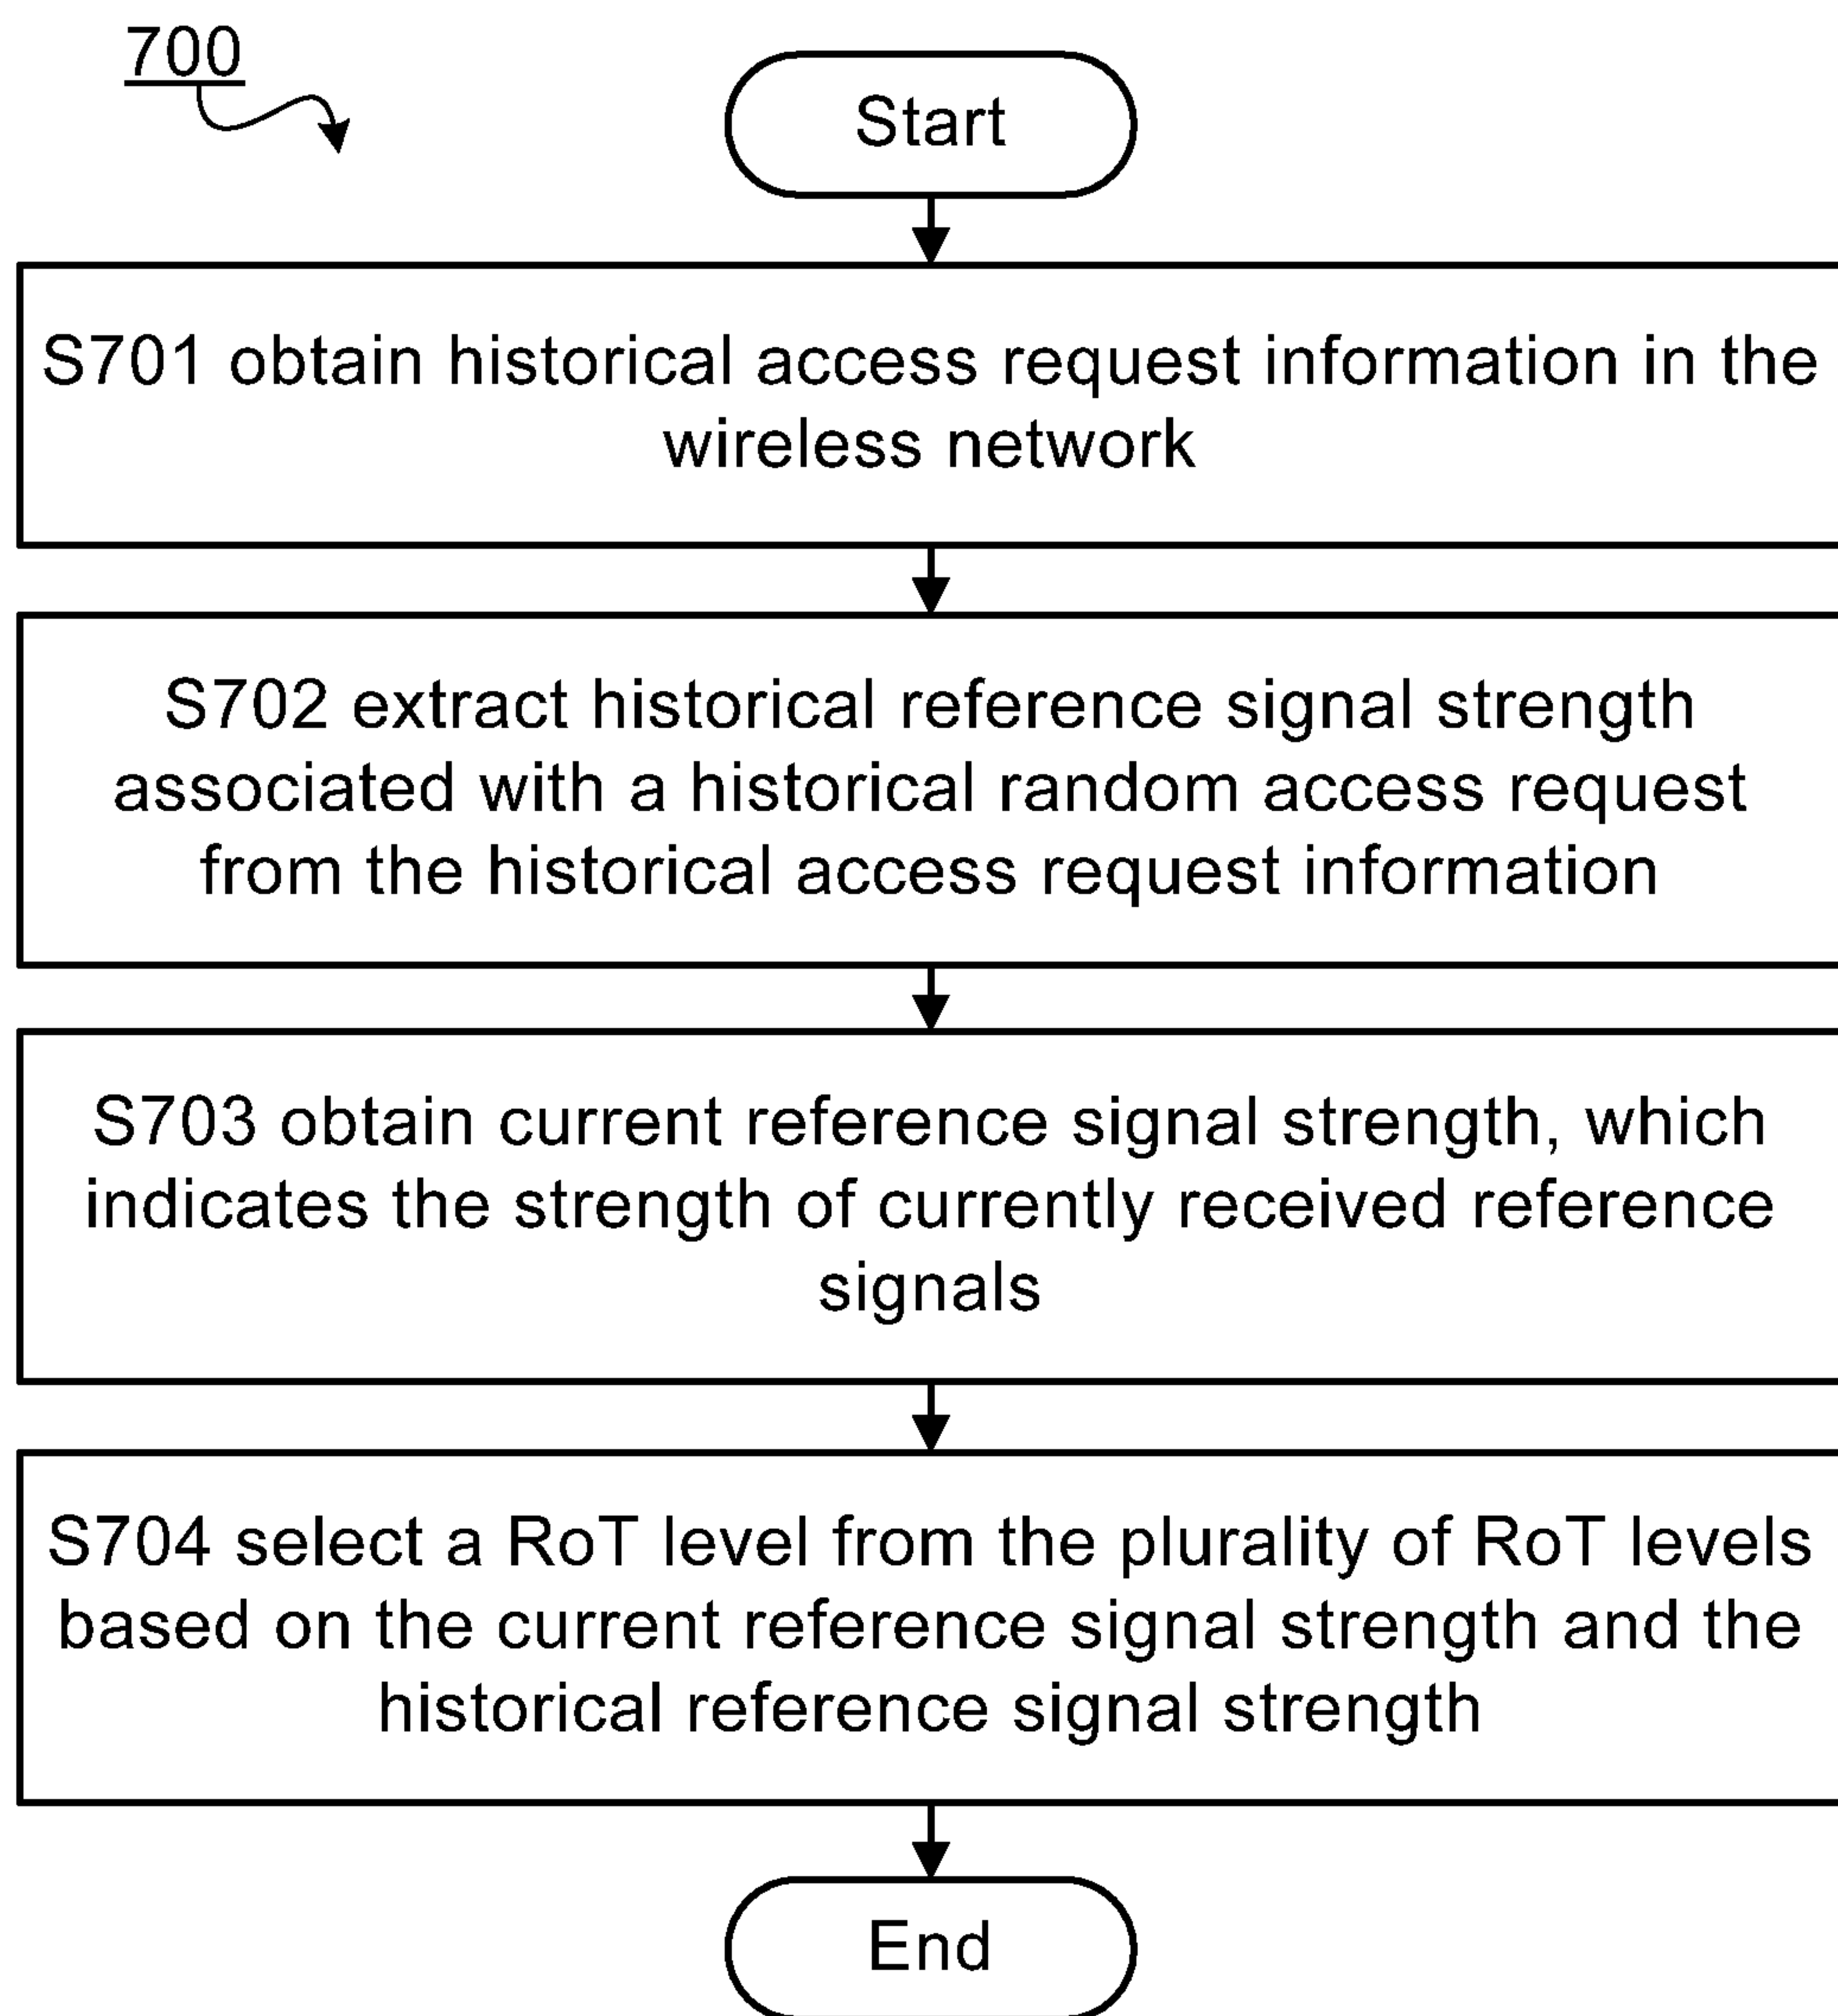 700
Start
S701 obtain historical access request information in the
wireless network
S702 extract historical reference signal strength
associated with a historical random access request
from the historical access request information
S703 obtain current reference signal strength, which
indicates the strength of currently received reference
signals
S704 select a RoT level from the plurality of RoT levels
based on the current reference signal strength and the
historical reference signal strength
End